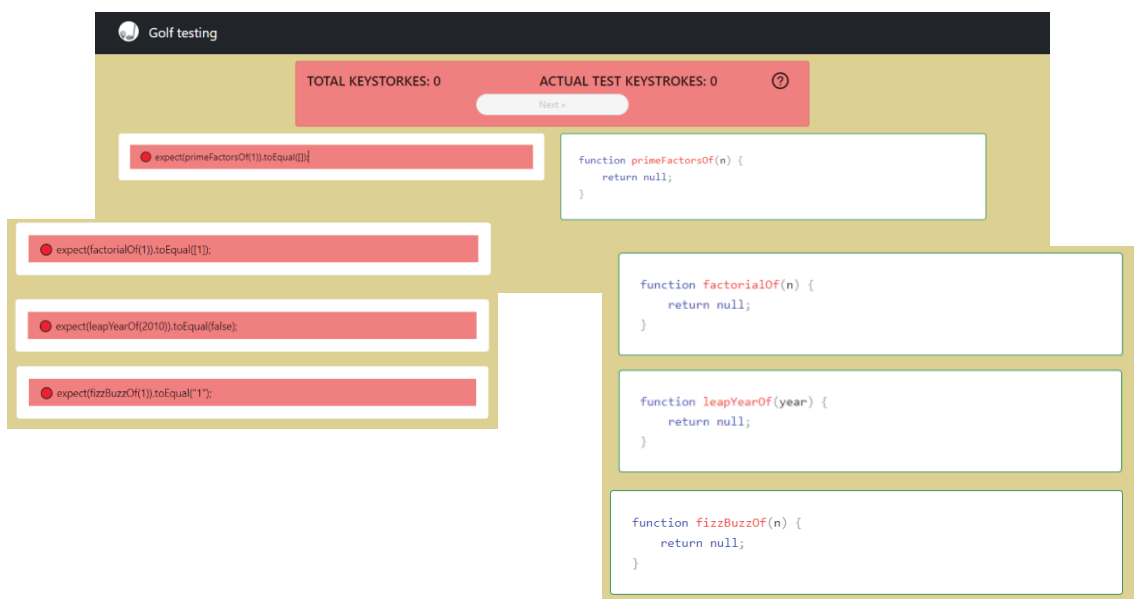 Golf testing
TOTAL KEYSTORKES: 0 ACTUAL TEST KEYSTROKES: 0 ?
Next »
expect(primeFactorsOf(1)).toEqual([]);
function primeFactorsOf(n) {
return null;
}
expect(factorialOf(1)).toEqual([1]);
expect(leapYearOf(2010)).toEqual(false);
expect(fizzBuzzOf(1)).toEqual("1");
function factorialOf(n) {
return null;
}
function leapYearOf(year) {
return null;
}
function fizzBuzzOf(n) {
return null;
}